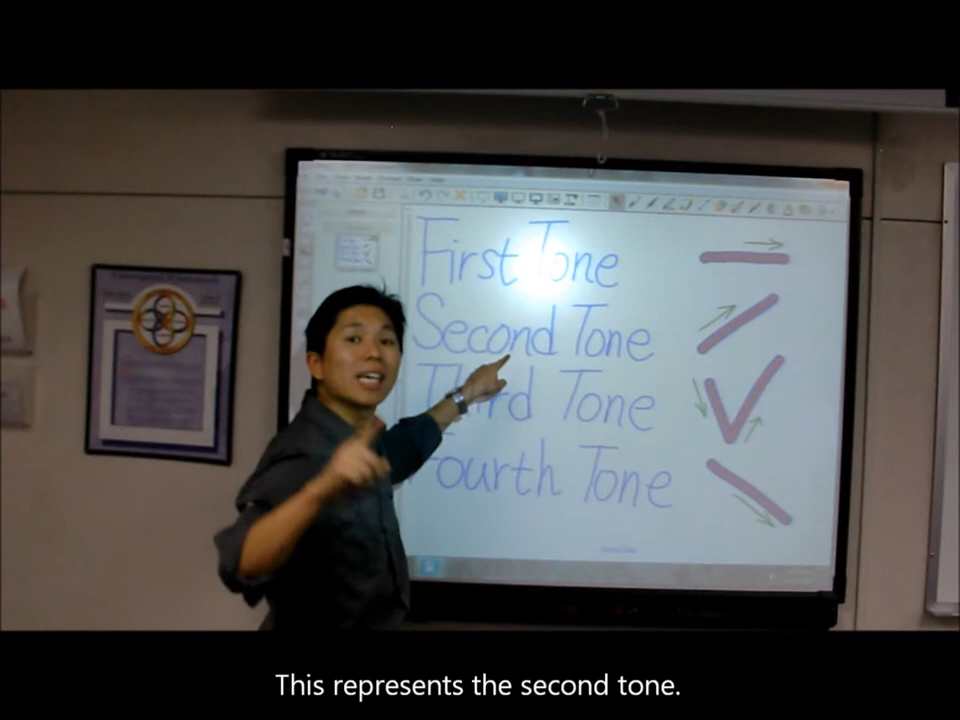 First Tone
Second Tone
Third Tone
Fourth Tone
This represents the second tone.